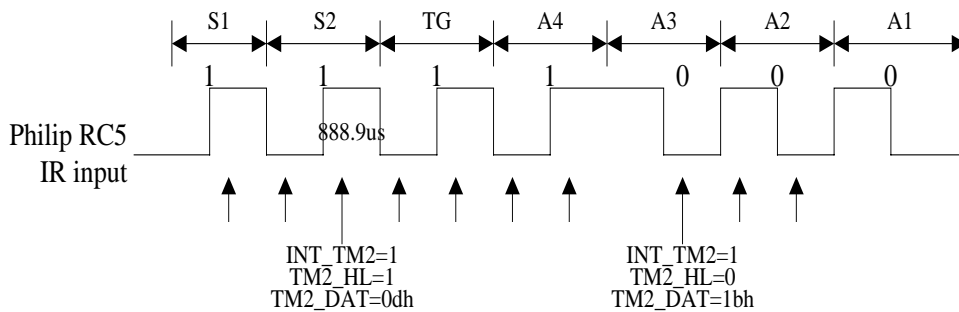 S1 S2 TG A4 A3 A2 A1
1 1 1 1 0 0 0
888.9us
Philip RC5
IR input
INT_TM2=1
TM2_HL=1
TM2_DAT=0dh
INT_TM2=1
TM2_HL=0
TM2_DAT=1bh